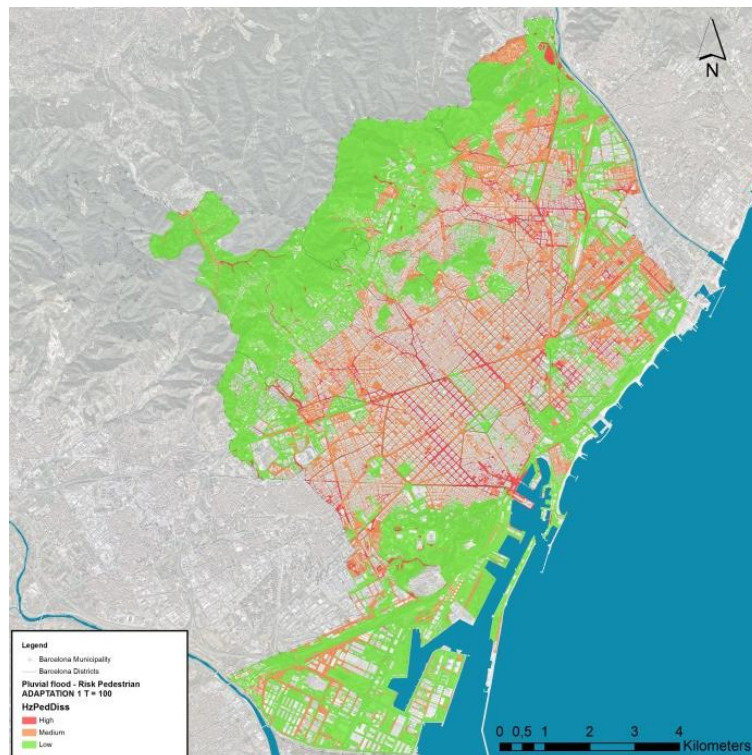 N
Legend
Barcelona Municipality
Barcelona Districts
Pluvial flood - Risk Pedestrian
ADAPTATION 1 T = 100
HzPedDiss
High
Medium
Low
0 0,5 1 2 3 4
Kilometers